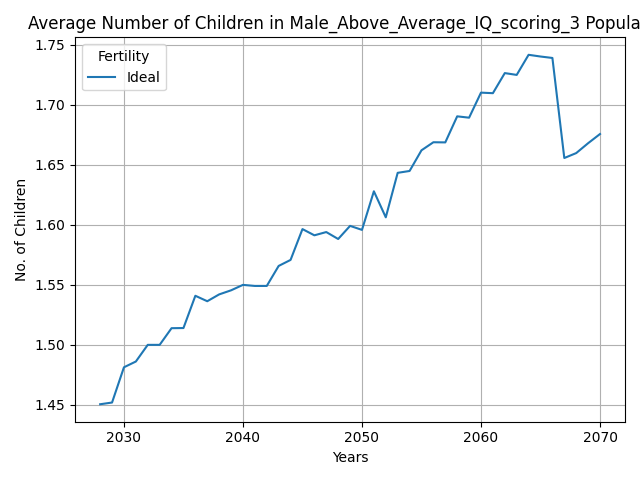 Average Number of Children in Male_Above_Average_IQ_scoring_3 Popula
Fertility
Ideal
No. of Children
1.75
1.70
1.65
1.60
1.55
1.50
1.45
2030 2040 2050 2060 2070
Years